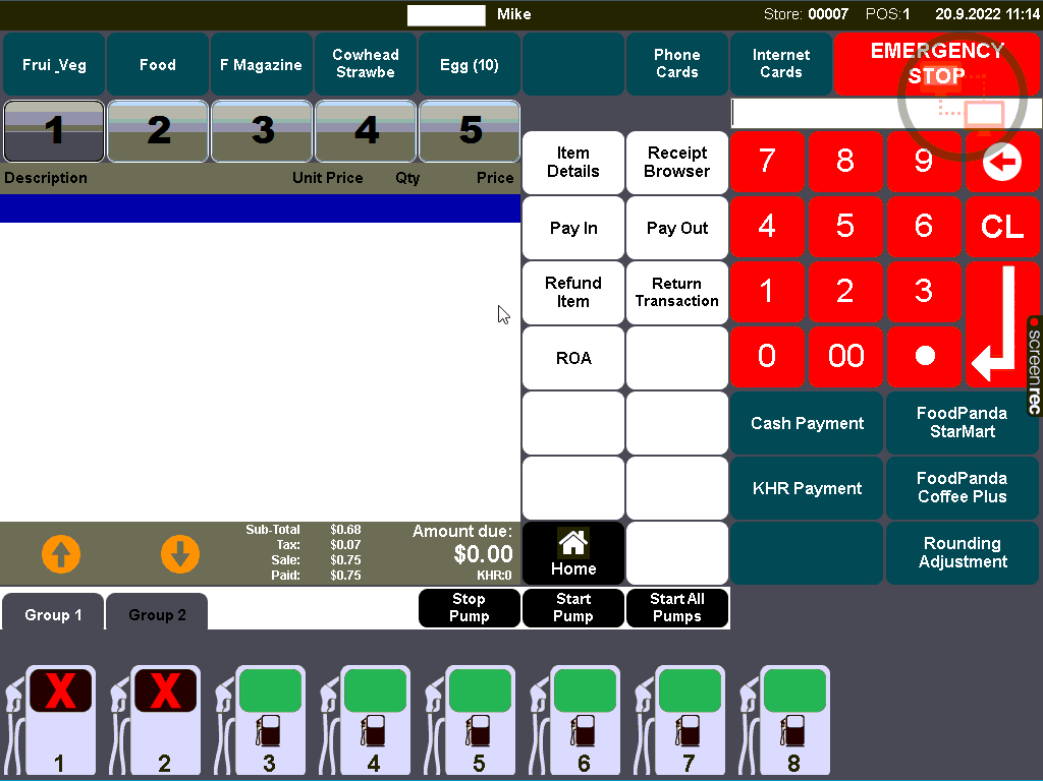 Mike
Store: 00007 POS:1 20.9.2022 11:14
Frui_Veg
Food
F Magazine
Cowhead
Strawbe
Egg (10)
Phone
Cards
Internet
Cards
EMERGENCY
STOP
1
2
3
4
5
Description Unit Price Qty Price
Item
Details
Receipt
Browser
Pay In
Pay Out
Refund
Item
Return
Transaction
ROA
Home
7 8 9
4 5 6 CL
1 2 3
0 00
Cash Payment
FoodPanda
StarMart
KHR Payment
FoodPanda
Coffee Plus
Rounding
Adjustment
screenrec
Sub-Total $0.68
Tax: $0.07
Sale: $0.75
Paid: $0.75
Amount due:
$0.00
KHR:0
Group 1
Group 2
Stop
Pump
Start
Pump
Start All
Pumps
X
X
1 2 3 4 5 6 7 8